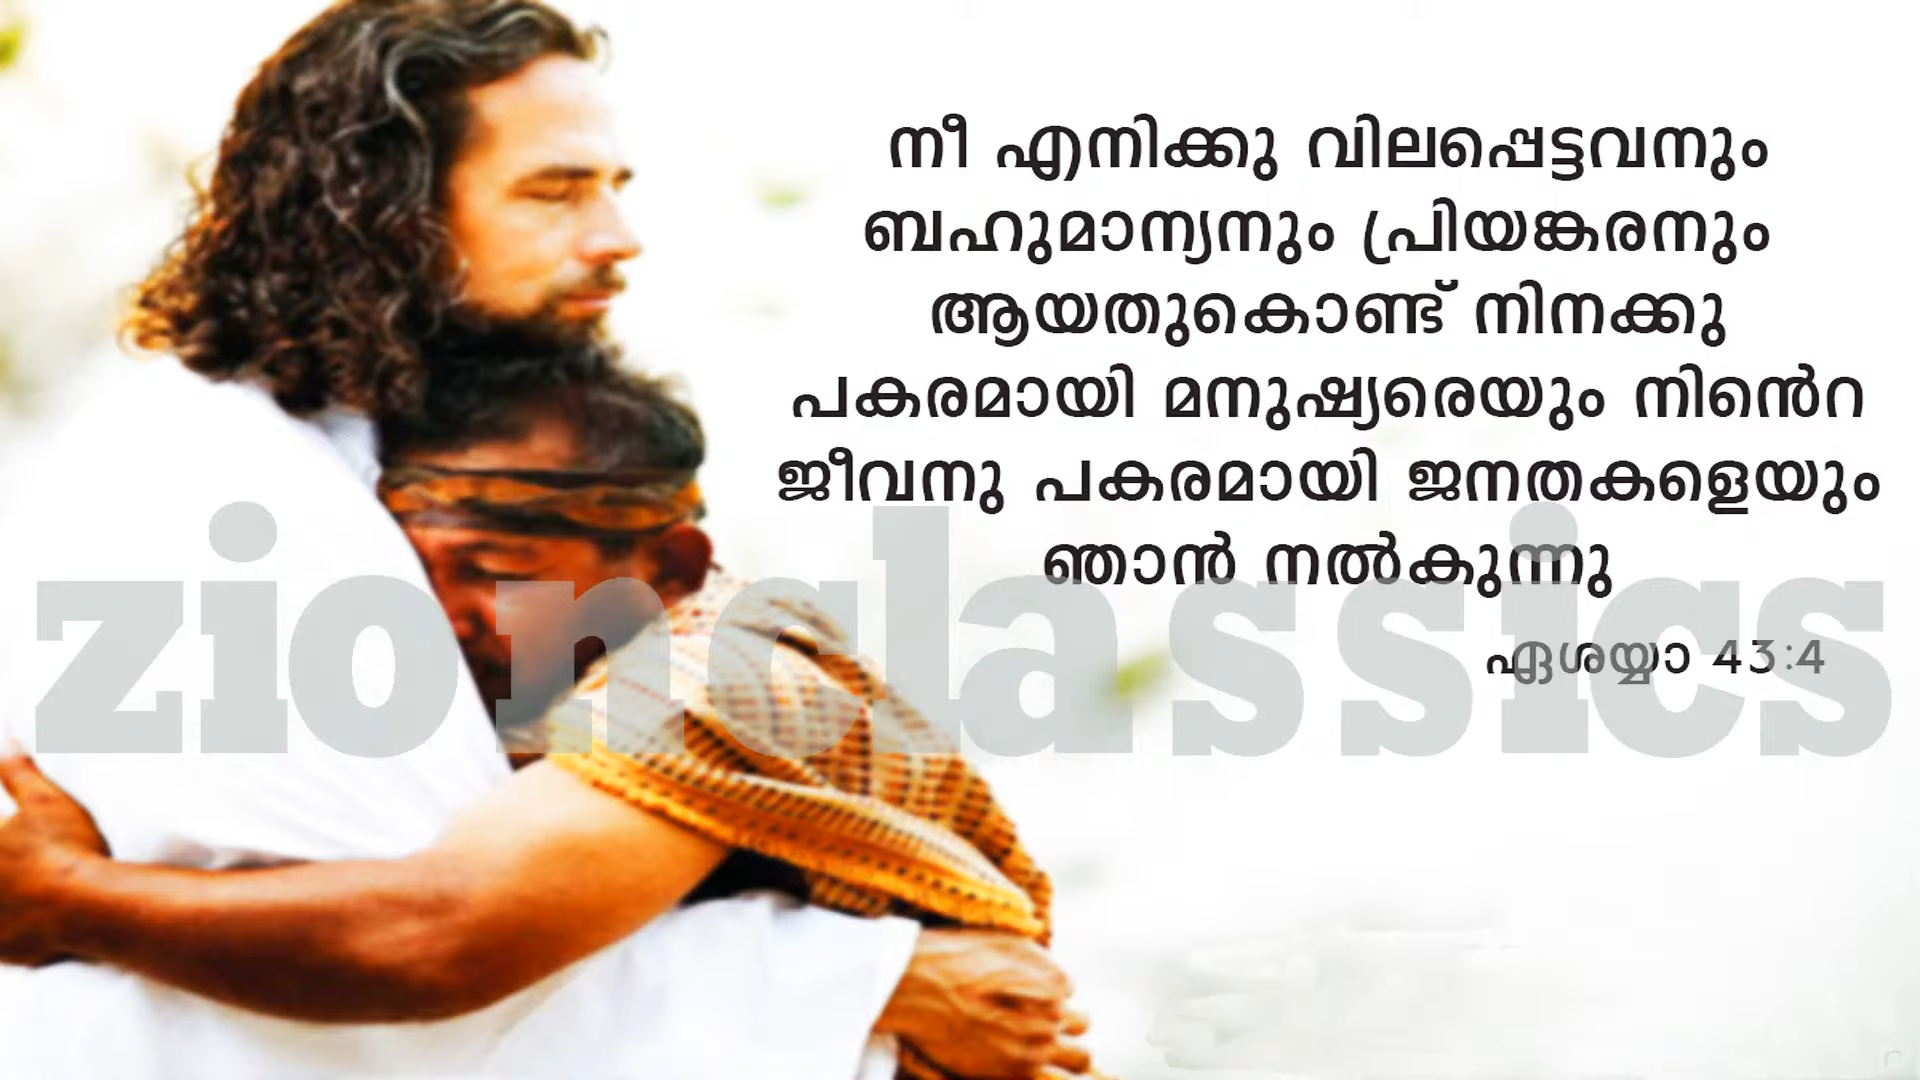 നീ എനിക്കു വിലപ്പെട്ടവനും
ബഹുമാന്യനും പ്രിയങ്കരനും
ആയതുകൊണ്ട് നിനക്കു
പകരമായി മനുഷ്യരെയും നിൻെറ
ജീവനു പകരമായി ജനതകളെയും
ഞാൻ നൽകുന്നു
ഏശയ്യാ 43:4
zionclassics